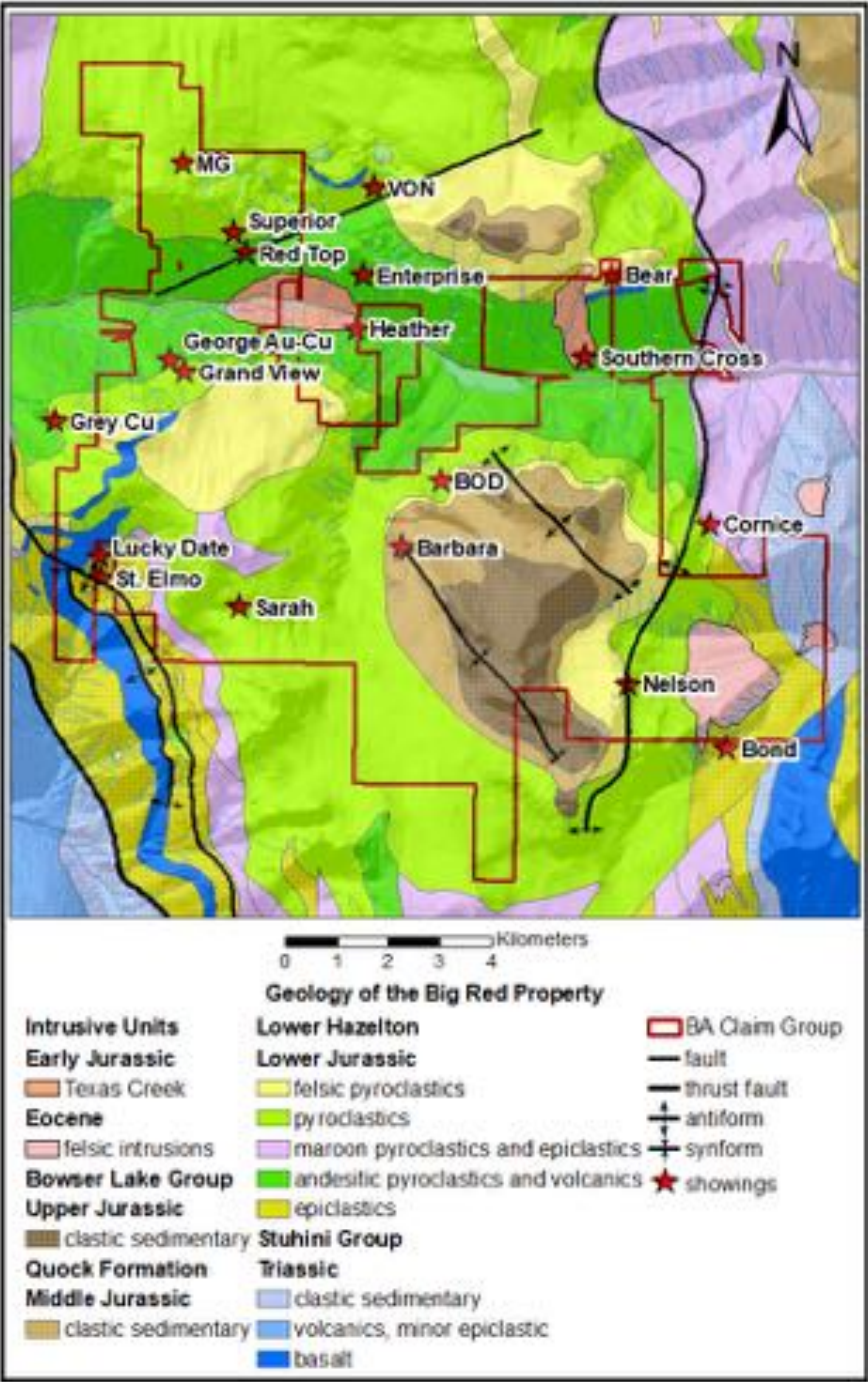 N
MG
VON
Superior
Red Top
Enterprise
Bear
Heather
George Au-Cu
Southern Cross
Grand View
Grey Cu
BOD
Cornice
Lucky Date
Barbara
St. Elmo
Sarah
Nelson
Bond
Kilometers
0 1 2 3 4
Geology of the Big Red Property
Intrusive Units
Early Jurassic
Texas Creek
Eocene
felsic intrusions
Bowser Lake Group
Upper Jurassic
clastic sedimentary
Quock Formation
Middle Jurassic
clastic sedimentary
Lower Hazelton
Lower Jurassic
felsic pyroclastics
pyroclastics
maroon pyroclastics and epiclastics
andesific pyroclastics and volcanics
epiclastics
Stuhini Group
Triassic
clastic sedimentary
volcanics, minor epiclastic
basalt
BA Claim Group
fault
thrust fault
antiform
synform
showings